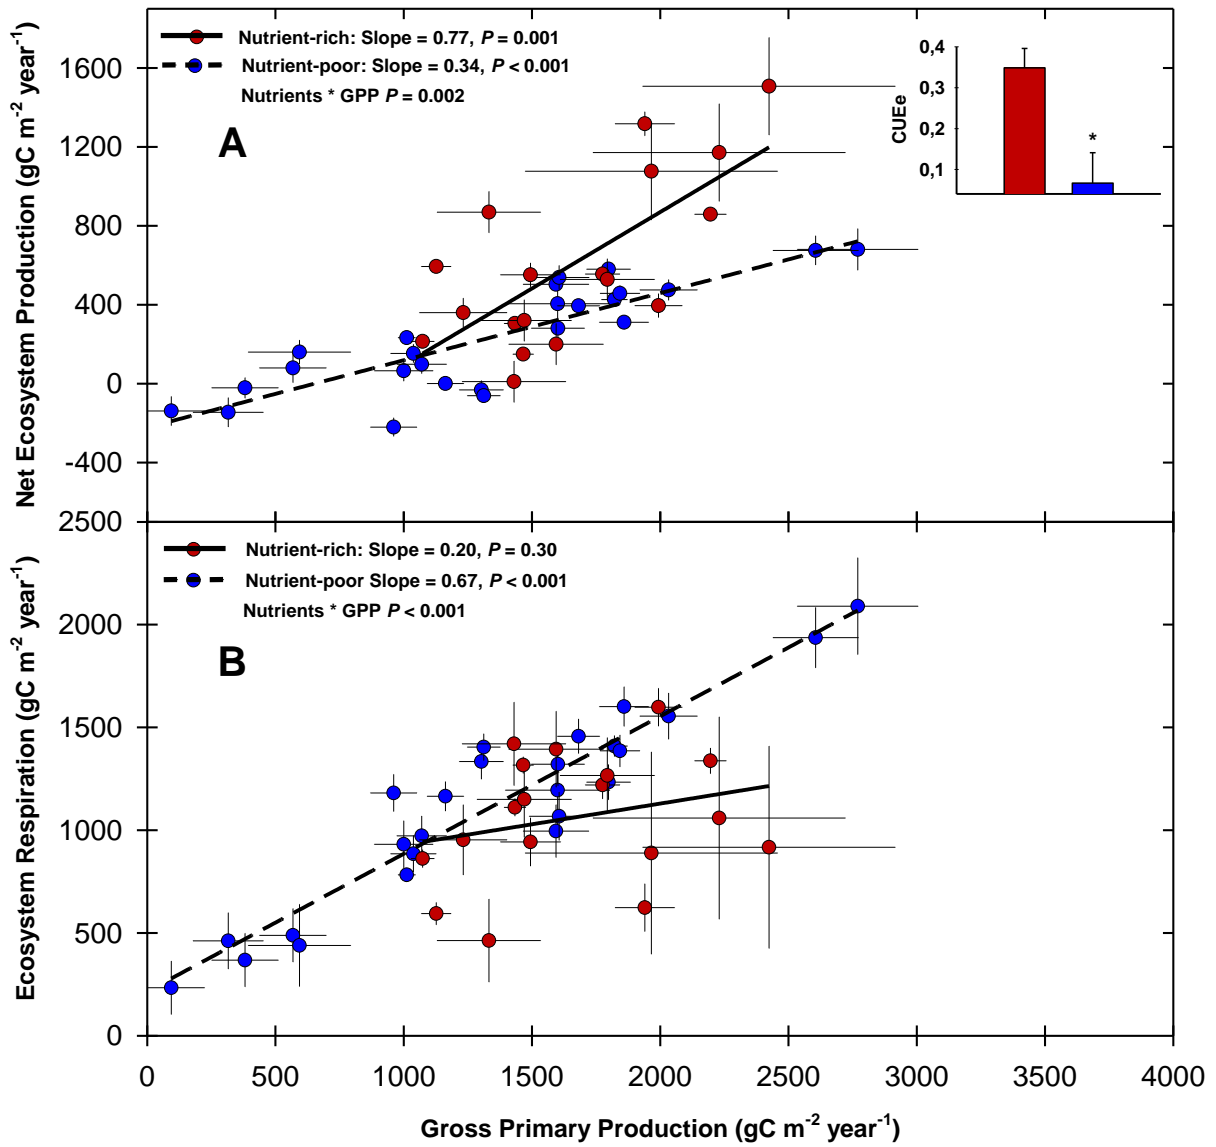 Nutrient-rich: Slope = 0.77, P = 0.001
Nutrient-poor: Slope = 0.34, P < 0.001
Nutrients * GPP P = 0.002
A
Net Ecosystem Production (gC m-2 year-1)
1600
1200
800
400
0
-400
CUEe
0,4
0,3
0,2
0,1
*
2500
Nutrient-rich: Slope = 0.20, P = 0.30
Nutrient-poor Slope = 0.67, P < 0.001
Nutrients * GPP P < 0.001
B
Ecosystem Respiration (gC m-2 year-1)
2000
1500
1000
500
0
0 500 1000 1500 2000 2500 3000 3500 4000
Gross Primary Production (gC m-2 year-1)